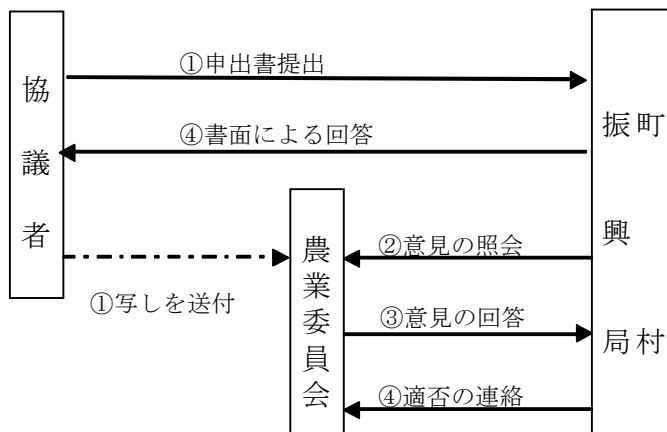 協議者
①申出書提出
④書面による回答
①写しを送付
農業委員会
②意見の照会
③意見の回答
④適否の連絡
町村
振興局